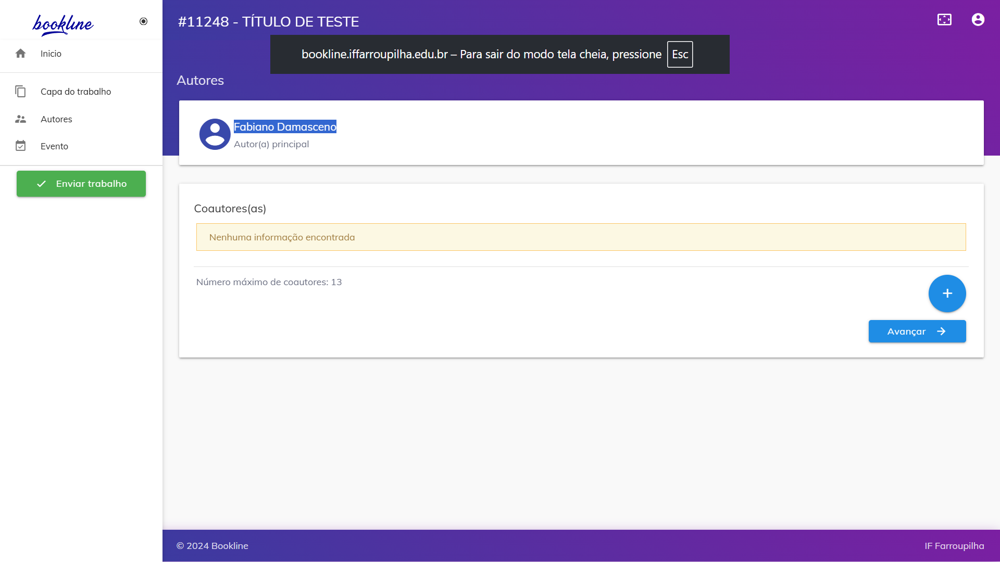 bookline
Inicio
Capa do trabalho
Autores
Evento
Enviar trabalho
#11248 - TÍTULO DE TESTE
bookline.iffarroupilha.edu.br – Para sair do modo tela cheia, pressione Esc
Autores
Fabiano Damasceno
Autor(a) principal
Coautores(as)
Nenhuma informação encontrada
Número máximo de coautores: 13
Avançar
© 2024 Bookline
IF Farroupilha